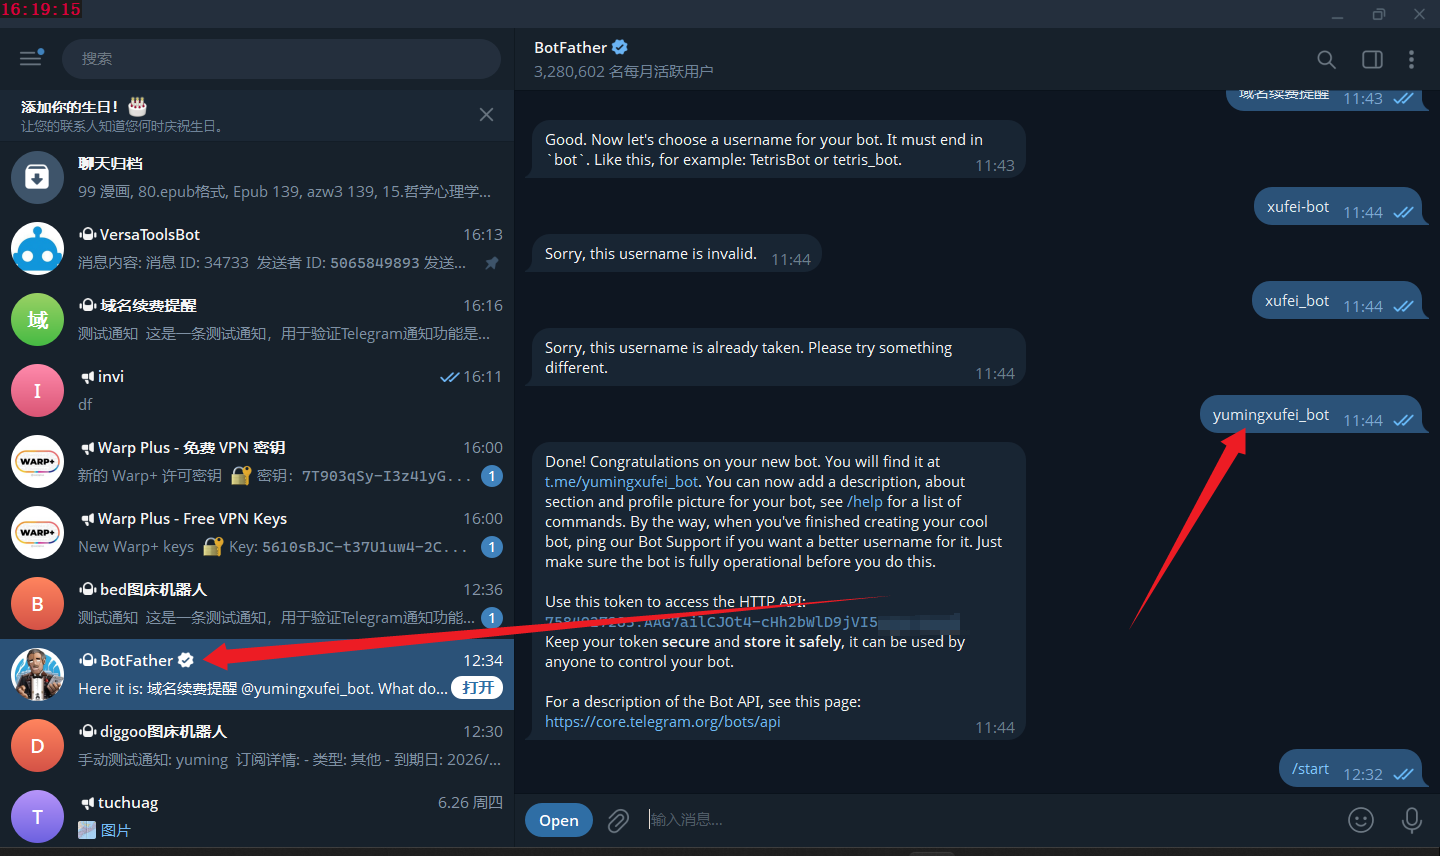 16:19:15
搜索
添加你的生日！🎂
让您的联系人知道您何时庆祝生日。
聊天归档
99 漫画, 80.epub格式, Epub 139, azw3 139, 15.哲学心理学...
VersaToolsBot 16:13
消息内容: 消息 ID: 34733 发送者 ID: 5065849893 发送...
域
域名续费提醒 16:16
测试通知 这是一条测试通知，用于验证Telegram通知功能是...
I
invi 16:11
df
WARP+
Warp Plus - 免费 VPN 密钥 16:00
新的 Warp+ 许可密钥 🔐 密钥：7T903qSy-I3z41yG... 1
WARP+
Warp Plus - Free VPN Keys 16:00
New Warp+ keys 🔐 Key: 5610sBJC-t37U1uw4-2C... 1
B
bed图床机器人 12:36
测试通知 这是一条测试通知，用于验证Telegram通知功能... 1
BotFather 12:34
Here it is: 域名续费提醒 @yumingxufei_bot. What do... 打开
D
diggoo图床机器人 12:30
手动测试通知: yuming 订阅详情: - 类型: 其他 - 到期日: 2026/...
T
tuchuag 6.26 周四
图片
BotFather
3,280,602 名每月活跃用户
域名续费提醒 11:43
Good. Now let's choose a username for your bot. It must end in
`bot`. Like this, for example: TetrisBot or tetris_bot.
11:43
xufei-bot 11:44
Sorry, this username is invalid. 11:44
xufei_bot 11:44
Sorry, this username is already taken. Please try something
different.
11:44
yumingxufei_bot 11:44
Done! Congratulations on your new bot. You will find it at
t.me/yumingxufei_bot. You can now add a description, about
section and profile picture for your bot, see /help for a list of
commands. By the way, when you've finished creating your cool
bot, ping our Bot Support if you want a better username for it. Just
make sure the bot is fully operational before you do this.
Use this token to access the HTTP API:
Keep your token secure and store it safely, it can be used by
anyone to control your bot.
For a description of the Bot API, see this page:
https://core.telegram.org/bots/api
11:44
/start 12:32
Open
输入消息...